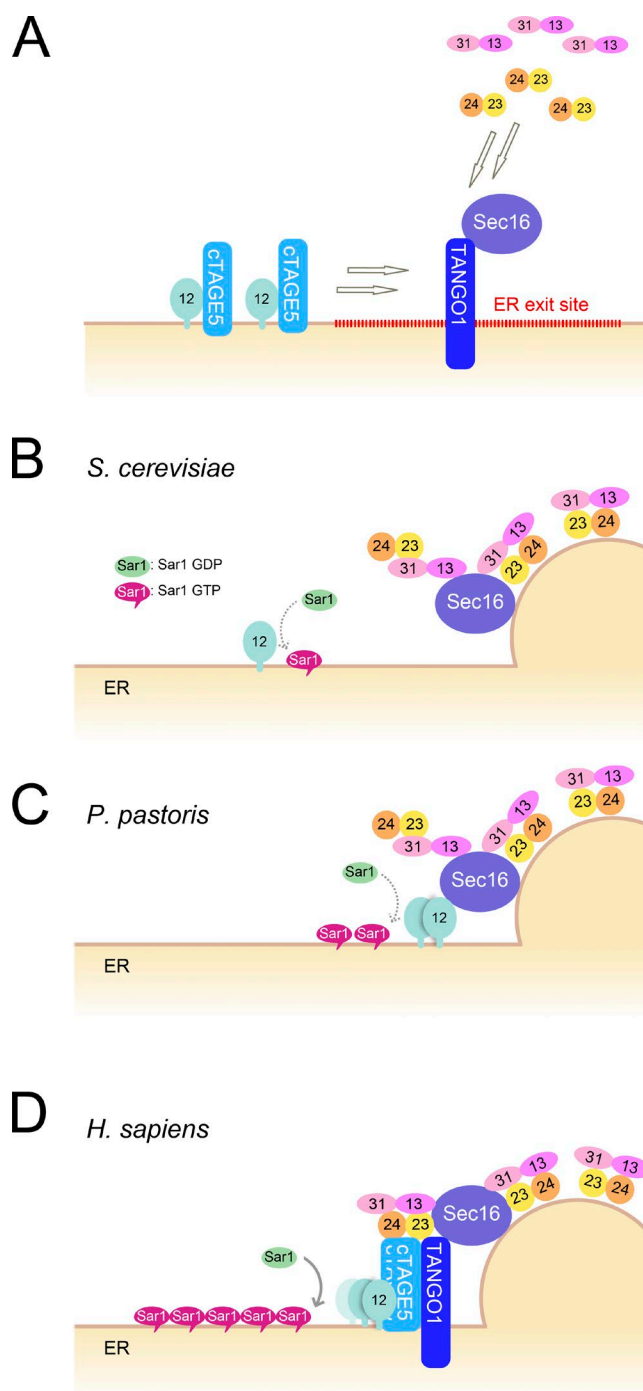 A
31 13
31 13
31 13
24 23
24 23
24 23
Sec16
cTAGE5
cTAGE5
TANGO1
12
12
ER exit site
B
S. cerevisiae
31 13
23 24
24 23
31 13
31 13
23 24
Sar1 : Sar1 GDP
Sar1 : Sar1 GTP
Sar1
Sec16
12
Sar1
ER
C
P. pastoris
31 13
23 24
24 23
31 13
31 13
23 24
Sar1
Sec16
12
Sar1 Sar1
ER
D
H. sapiens
31 13
23 24
31 13
23 24
31 13
24 23
Sec16
cTAGE5
cTAGE5
TANGO1
Sar1
12
Sar1 Sar1 Sar1 Sar1 Sar1
ER